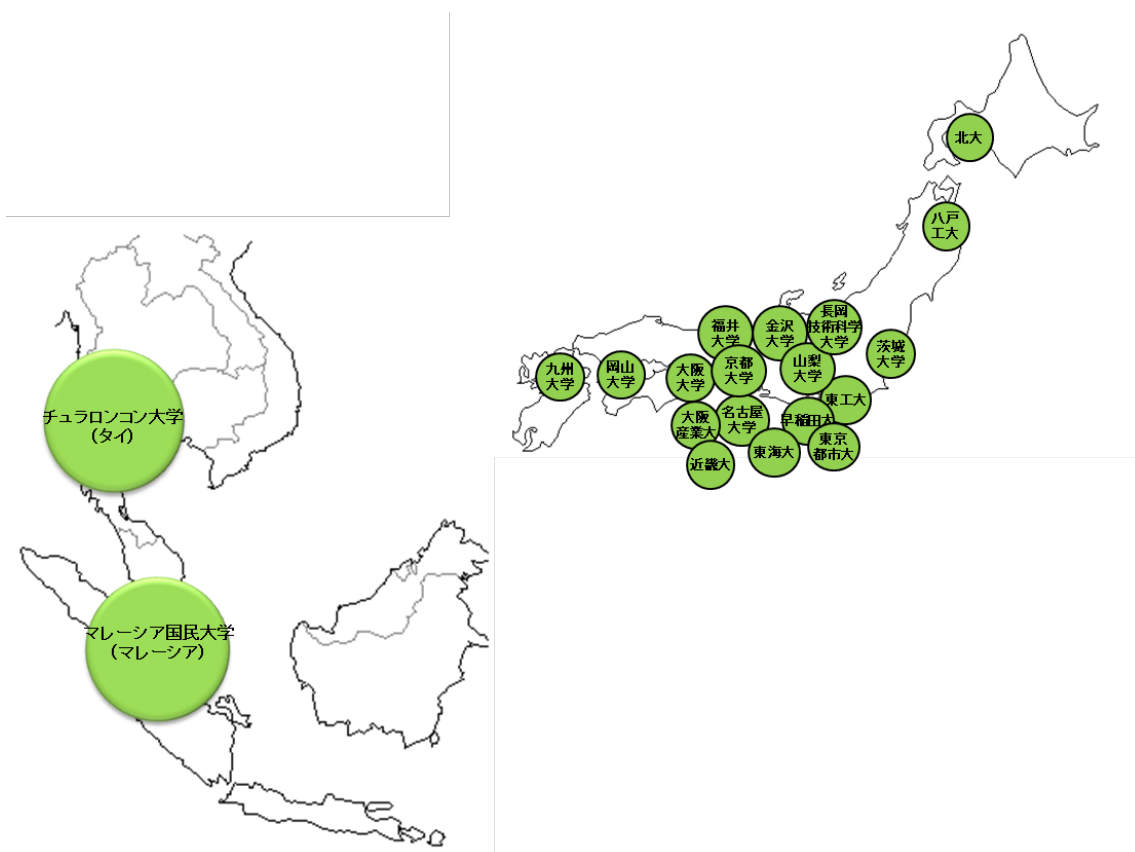 北大
八戸
工大
長岡
技術科学
大学
福井
大学
金沢
大学
茨城
大学
山梨
大学
京都
大学
大阪
大学
岡山
大学
九州
大学
東工大
名古屋
大学
早稲田大
大阪
産業大
東京
都市大
東海大
近畿大
チュラロンコン大学
(タイ)
マレーシア国民大学
(マレーシア)